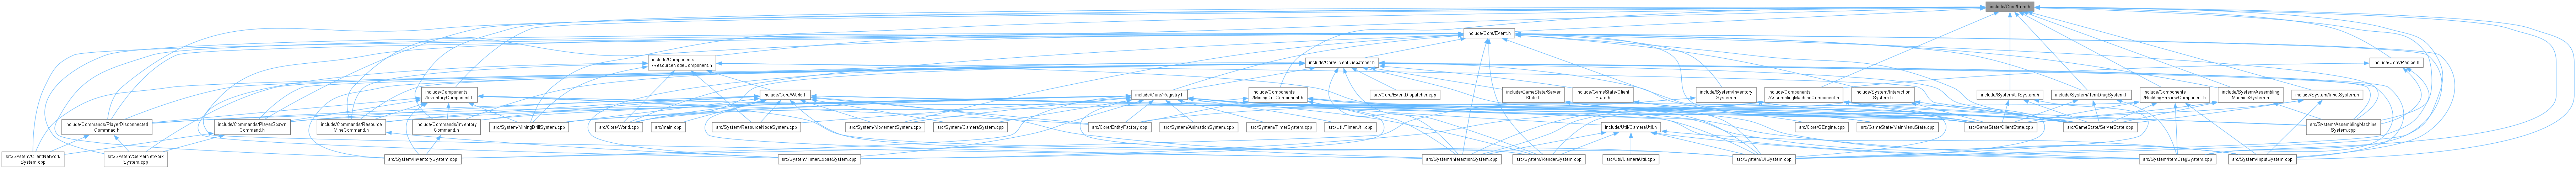 include/Core/Item.h
include/Core/Event.h
include/Components
/ResourceNodeComponent.h
include/Core/EventDispatcher.h
include/Core/Recipe.h
include/Components
/InventoryComponent.h
include/Core/World.h
include/Core/Registry.h
include/Components
/MiningDrillComponent.h
src/Core/EventDispatcher.cpp
include/GameState/Server
State.h
include/GameState/Client
State.h
include/System/Inventory
System.h
include/Components
/AssemblingMachineComponent.h
include/System/Interaction
System.h
include/System/UISystem.h
include/System/ItemDragSystem.h
include/Components
/BuildingPreviewComponent.h
include/System/Assembling
MachineSystem.h
include/System/InputSystem.h
include/Commands/PlayerDisconnected
Command.h
include/Commands/PlayerSpawn
Command.h
include/Commands/Resource
MineCommand.h
include/Commands/Inventory
Command.h
src/System/MiningDrillSystem.cpp
src/Core/World.cpp
src/main.cpp
src/System/ResourceNodeSystem.cpp
src/System/MovementSystem.cpp
src/System/CameraSystem.cpp
src/Core/EntityFactory.cpp
src/System/AnimationSystem.cpp
src/System/TimerSystem.cpp
src/Util/TimerUtil.cpp
include/Util/CameraUtil.h
src/Core/GEngine.cpp
src/GameState/MainMenuState.cpp
src/GameState/ClientState.cpp
src/GameState/ServerState.cpp
src/System/AssemblingMachine
System.cpp
src/System/ClientNetwork
System.cpp
src/System/ServerNetwork
System.cpp
src/System/InventorySystem.cpp
src/System/TimerExpireSystem.cpp
src/System/InteractionSystem.cpp
src/System/RenderSystem.cpp
src/Util/CameraUtil.cpp
src/System/UISystem.cpp
src/System/ItemDragSystem.cpp
src/System/InputSystem.cpp